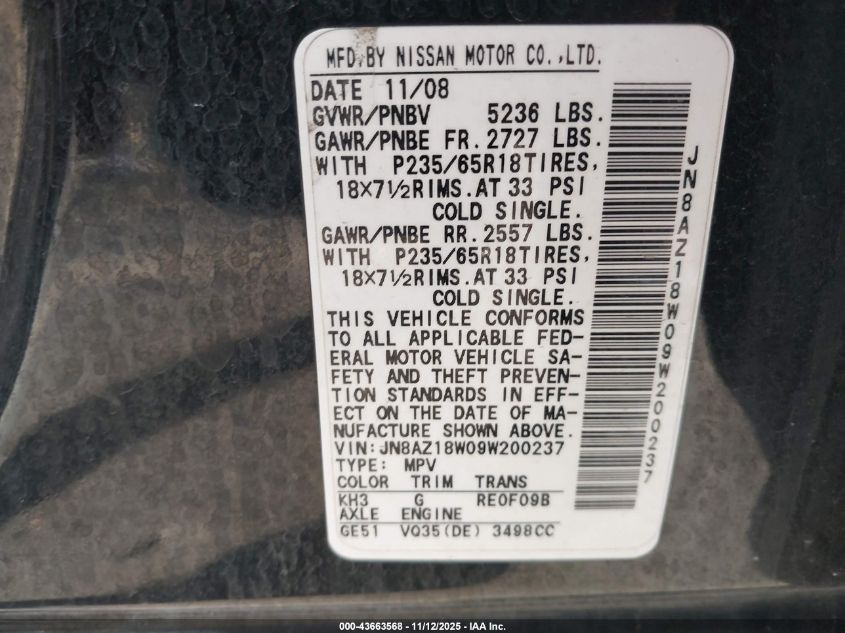 MFD.BY NISSAN MOTOR CO.,LTD.
DATE 11/08
GVWR/PNBV 5236 LBS.
GAWR/PNBE FR. 2727 LBS.
WITH P235/65R18TIRES,
18X7½RIMS.AT 33 PSI
COLD SINGLE.
GAWR/PNBE RR. 2557 LBS.
WITH P235/65R18TIRES,
18X7½RIMS.AT 33 PSI
COLD SINGLE.
THIS VEHICLE CONFORMS
TO ALL APPLICABLE FED-
ERAL MOTOR VEHICLE SA-
FETY AND THEFT PREVEN-
TION STANDARDS IN EFF-
ECT ON THE DATE OF MA-
NUFACTURE SHOWN ABOVE.
VIN:JN8AZ18W09W200237
TYPE: MPV
COLOR TRIM TRANS
KH3 G RE0F09B
AXLE ENGINE
GE51 VQ35(DE) 3498CC
JN8AZ18W09W200237
000-43663568 - 11/12/2025 - IAA Inc.